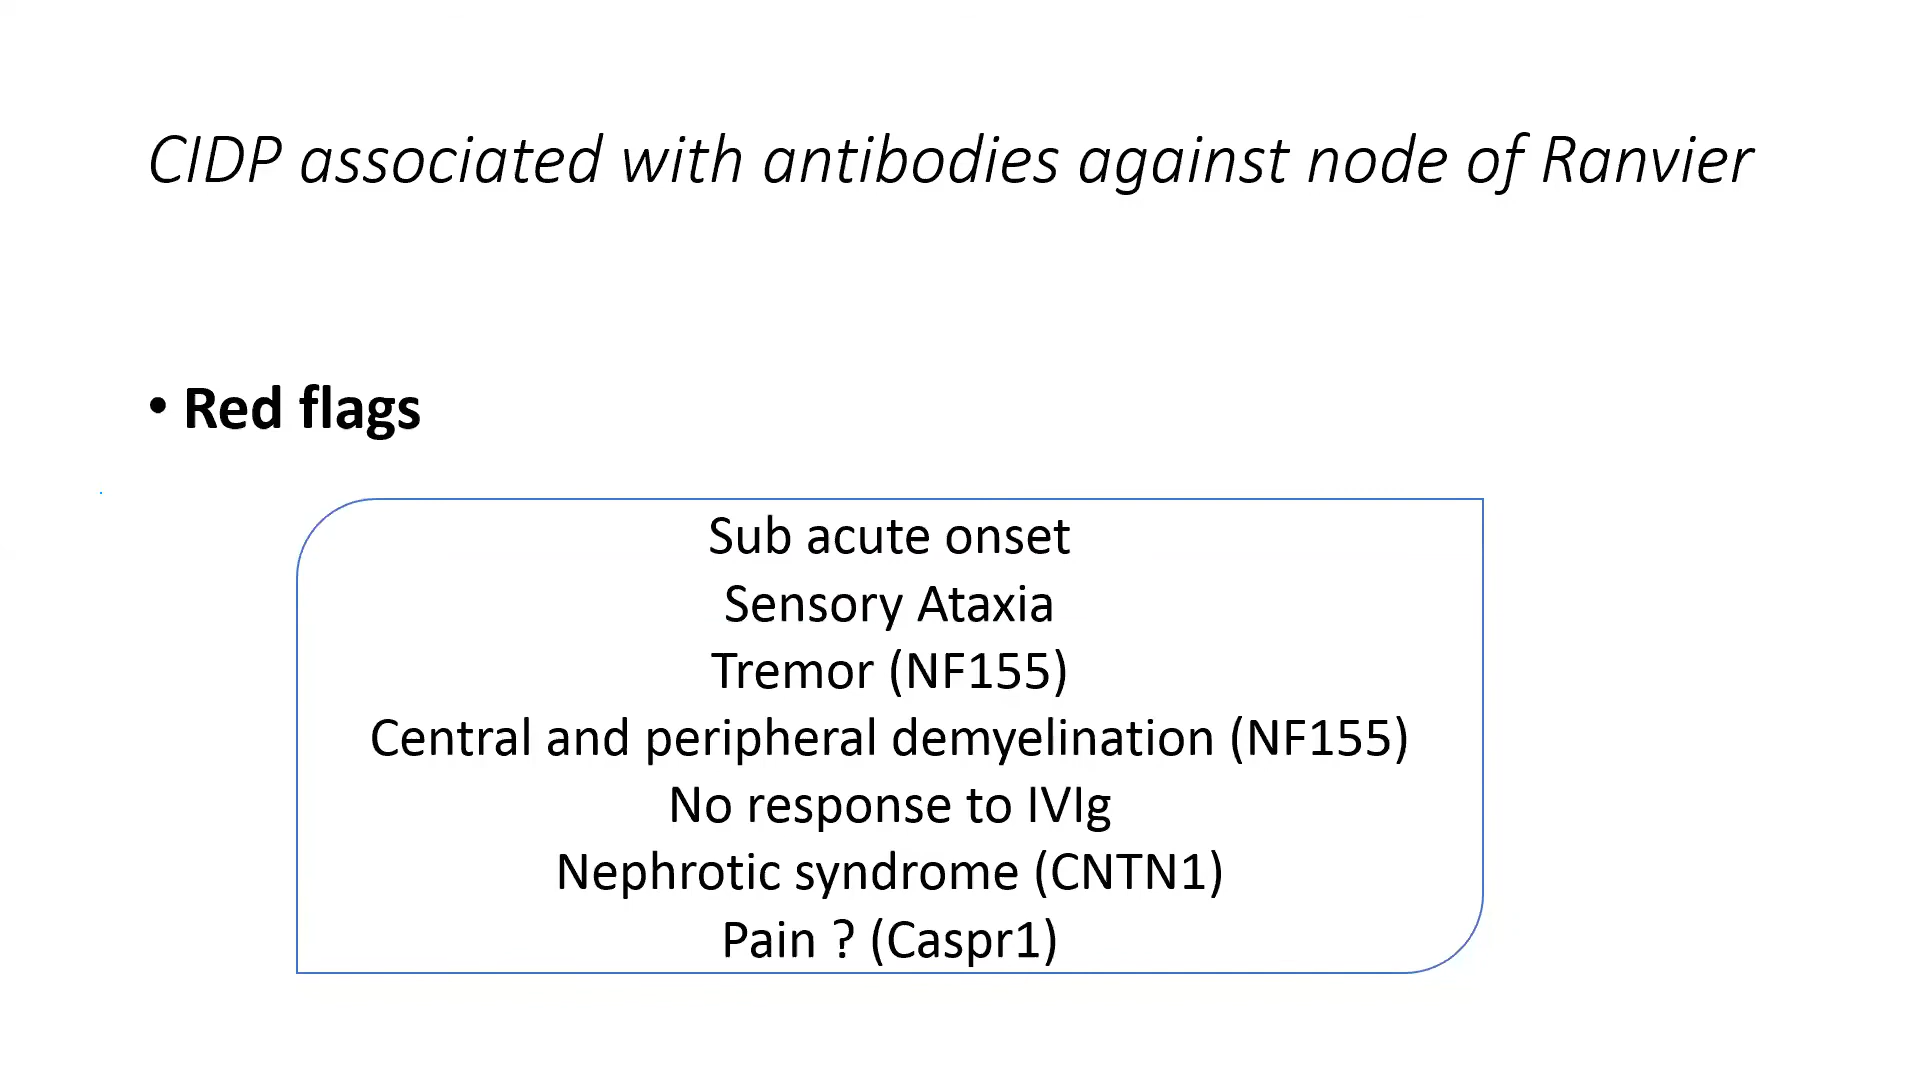 CIDP associated with antibodies against node of Ranvier
• Red flags
Sub acute onset
Sensory Ataxia
Tremor (NF155)
Central and peripheral demyelination (NF155)
No response to IVIg
Nephrotic syndrome (CNTN1)
Pain ? (Caspr1)